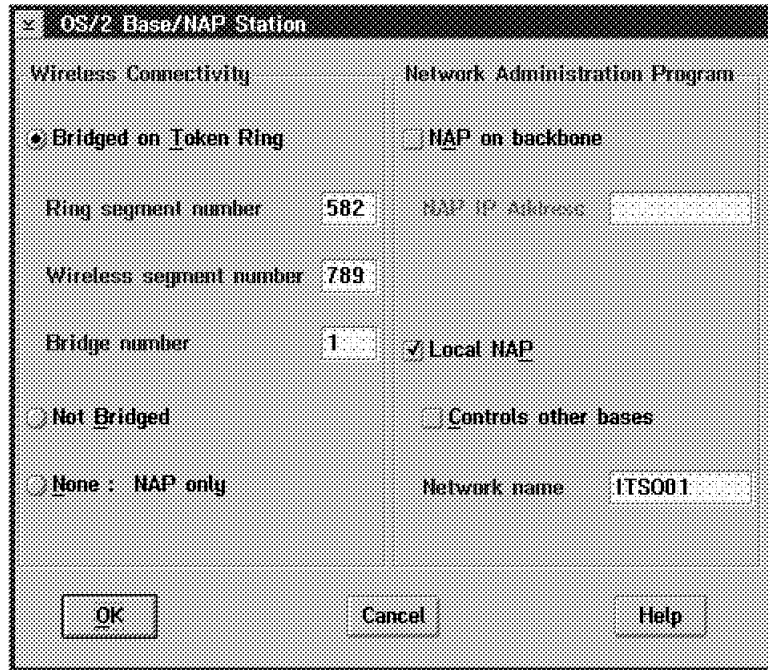 OS/2 Base/NAP Station
Wireless Connectivity
Bridged on Token Ring
Ring segment number 582
Wireless segment number 789
Bridge number 1
Not Bridged
None : NAP only
Network Administration Program
NAP on backbone
NAP IP Address
Local NAP
Controls other bases
Network name ITSO01
OK Cancel Help